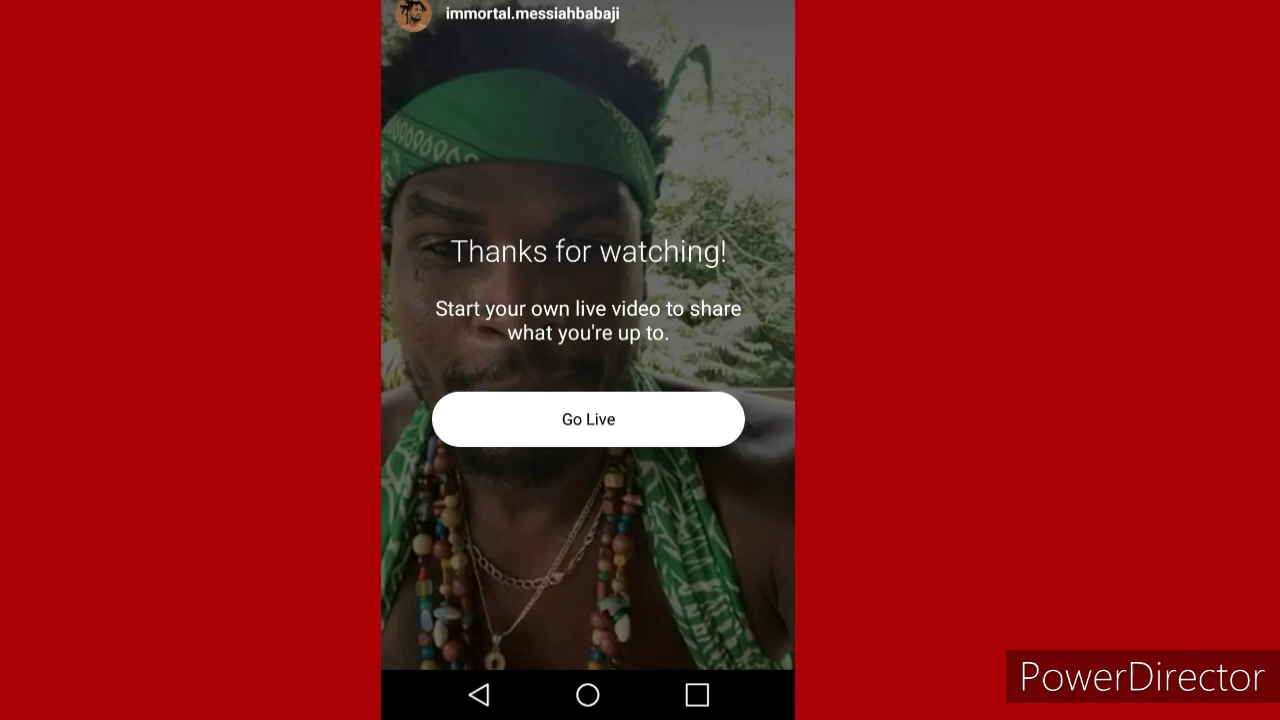 immortal.messiahbabaji
Thanks for watching!
Start your own live video to share
what you're up to.
Go Live
PowerDirector